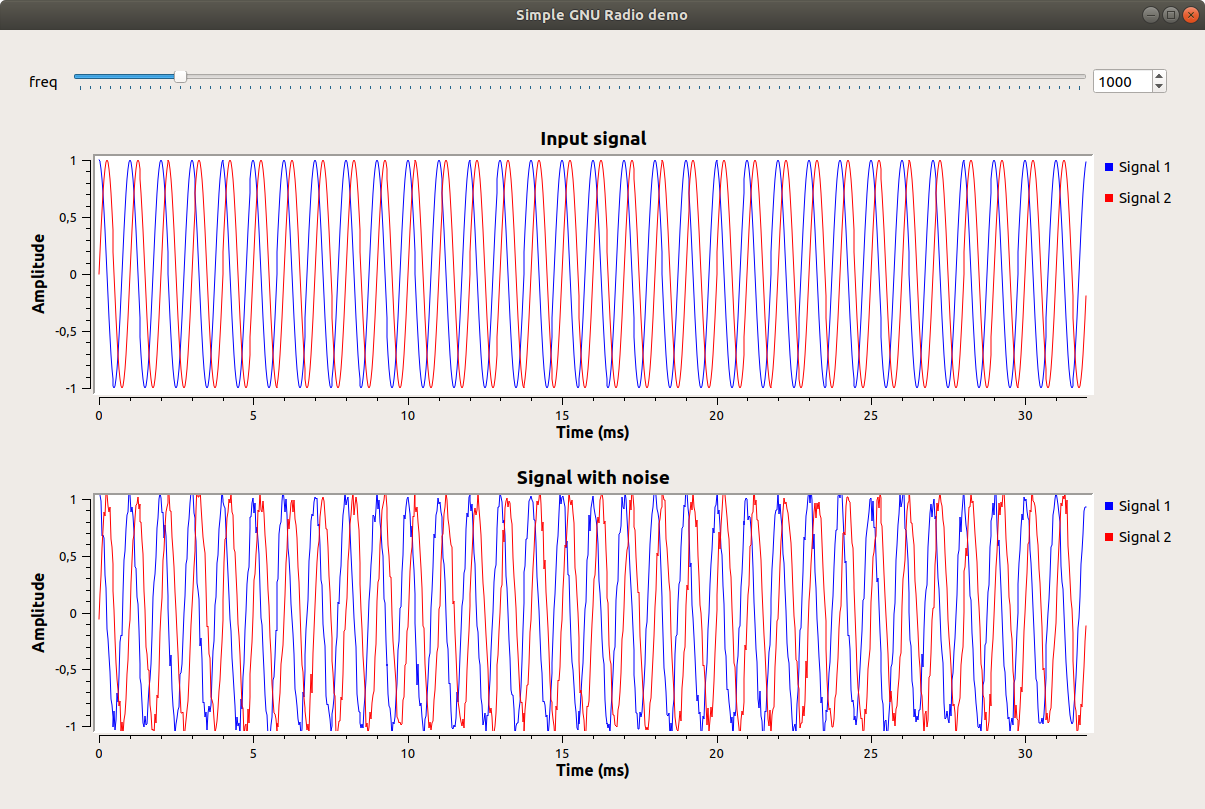 Simple GNU Radio demo
freq 1000
Input signal
Signal 1
Signal 2
Amplitude
1
0,5
0
-0,5
-1
0 5 10 15 20 25 30
Time (ms)
Signal with noise
Signal 1
Signal 2
Amplitude
1
0,5
0
-0,5
-1
0 5 10 15 20 25 30
Time (ms)